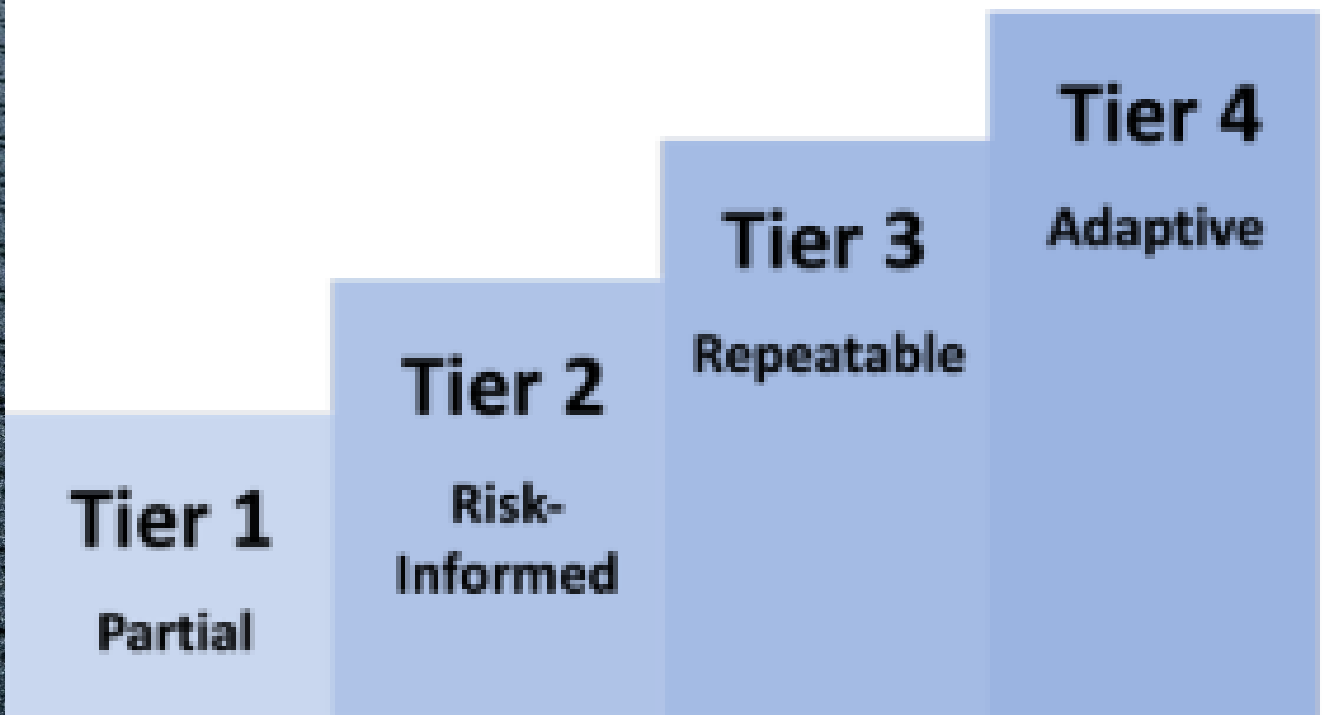 Tier 1
Partial
Tier 2
Risk-
Informed
Tier 3
Repeatable
Tier 4
Adaptive